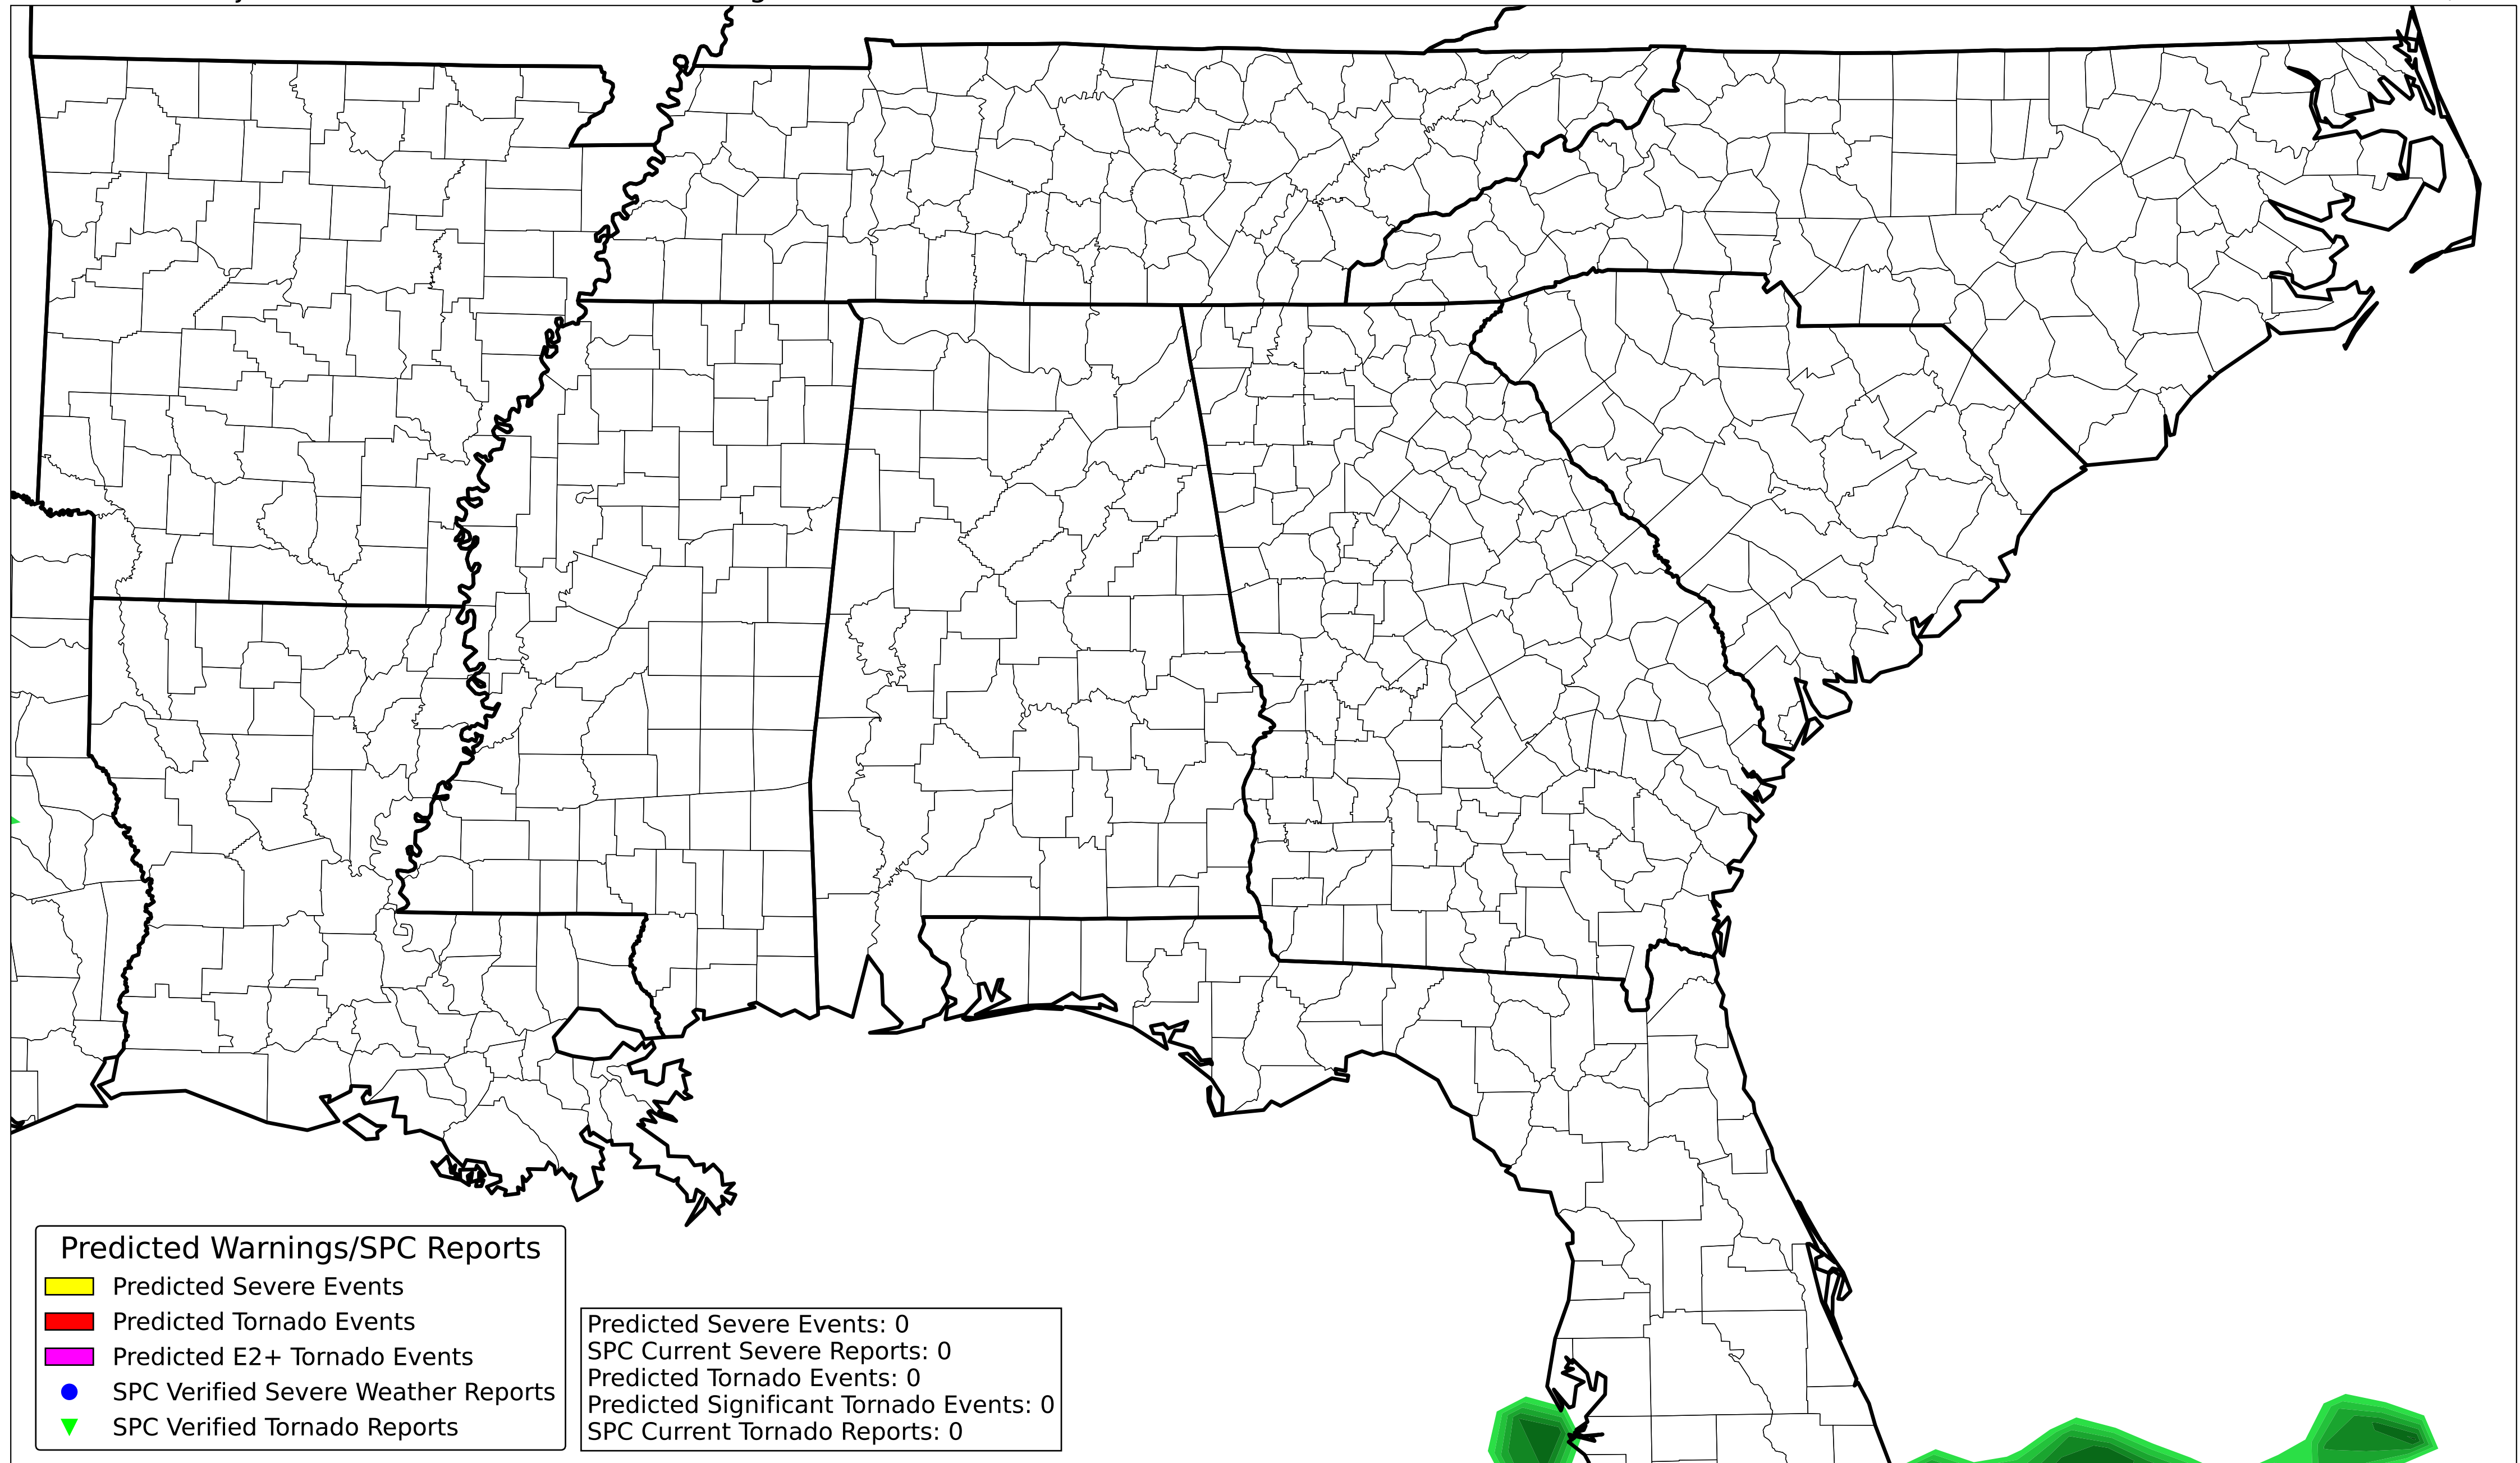 Predicted Warnings/SPC Reports
Predicted Severe Events
Predicted Tornado Events
Predicted E2+ Tornado Events
SPC Verified Severe Weather Reports
SPC Verified Tornado Reports
Predicted Severe Events: 0
SPC Current Severe Reports: 0
Predicted Tornado Events: 0
Predicted Significant Tornado Events: 0
SPC Current Tornado Reports: 0